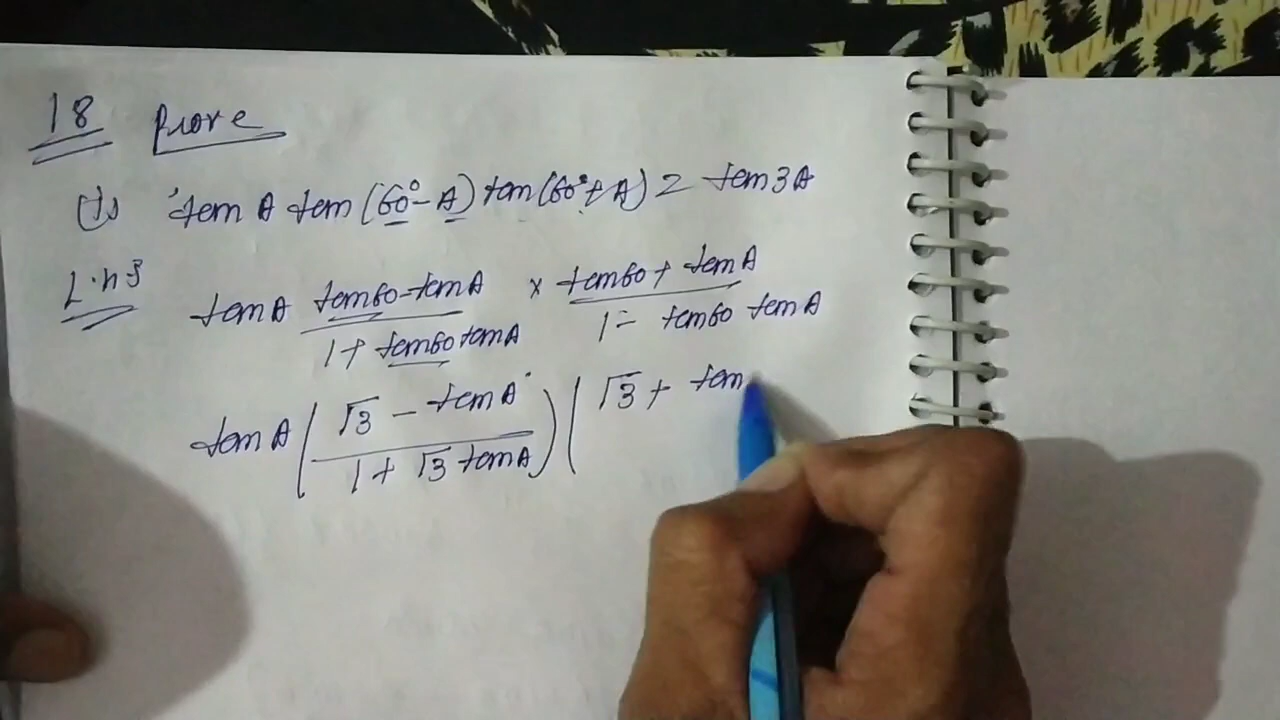 18 Prove
(1) tan A tan (60° - A) tan (60° + A) = tan 3A
L.H.S
tan A (tan60 - tan A)/(1 + tan60 tan A) × (tan60 + tan A)/(1 - tan60 tan A)
tan A ((√3 - tan A)/(1 + √3 tan A)) (√3 + tan